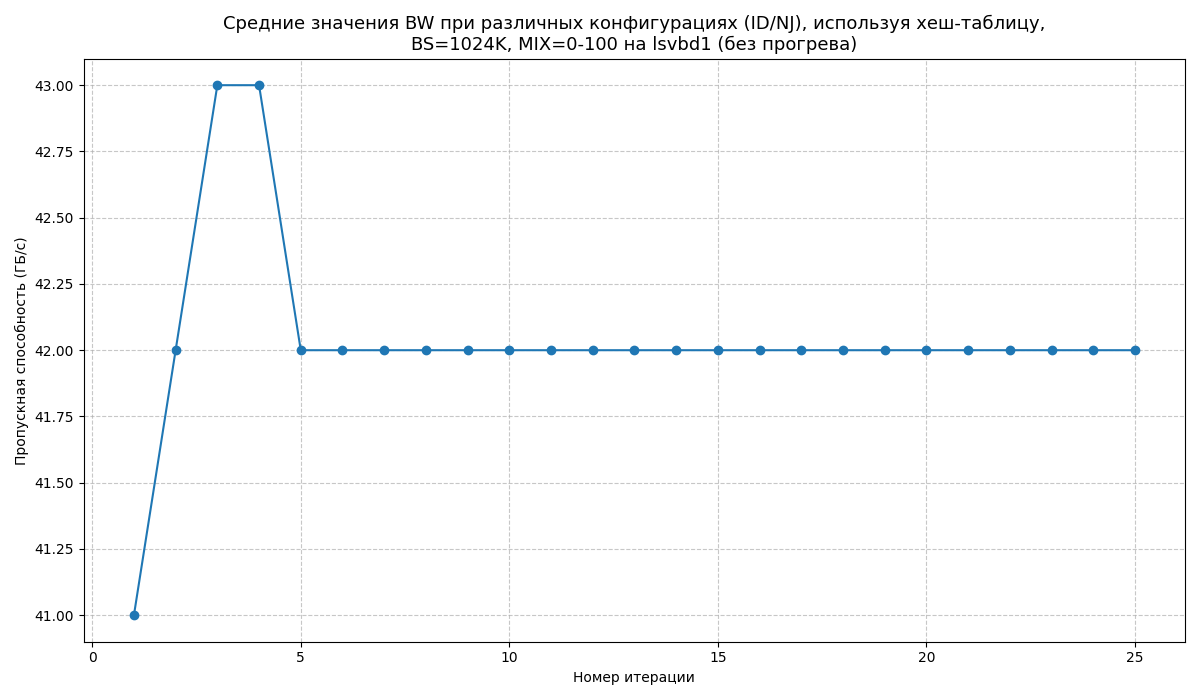 Средние значения BW при различных конфигурациях (ID/NJ), используя хеш-таблицу,
BS=1024K, MIX=0-100 на lsvbd1 (без прогрева)
Пропускная способность (ГБ/с)
43.00
42.75
42.50
42.25
42.00
41.75
41.50
41.25
41.00
0 5 10 15 20 25
Номер итерации